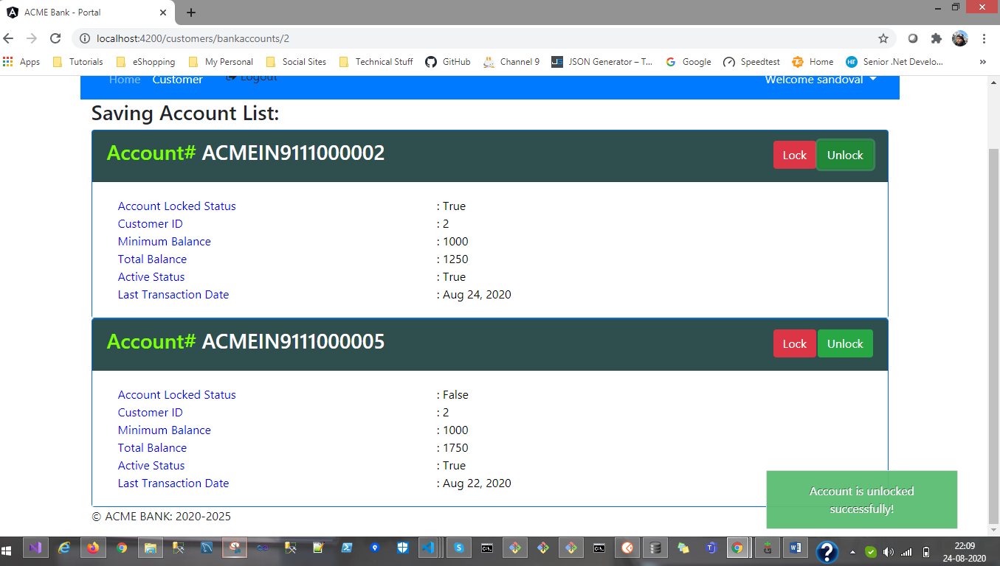 ACME Bank - Portal
localhost:4200/customers/bankaccounts/2
Apps Tutorials eShopping My Personal Social Sites Technical Stuff GitHub Channel 9 JSON Generator – T... Google Speedtest Home Senior .Net Develo... »
Home Customer Logout Welcome sandoval
Saving Account List:
Account# ACMEIN9111000002 Lock Unlock
Account Locked Status : True
Customer ID : 2
Minimum Balance : 1000
Total Balance : 1250
Active Status : True
Last Transaction Date : Aug 24, 2020
Account# ACMEIN9111000005 Lock Unlock
Account Locked Status : False
Customer ID : 2
Minimum Balance : 1000
Total Balance : 1750
Active Status : True
Last Transaction Date : Aug 22, 2020
Account is unlocked
successfully!
© ACME BANK: 2020-2025
22:09
24-08-2020